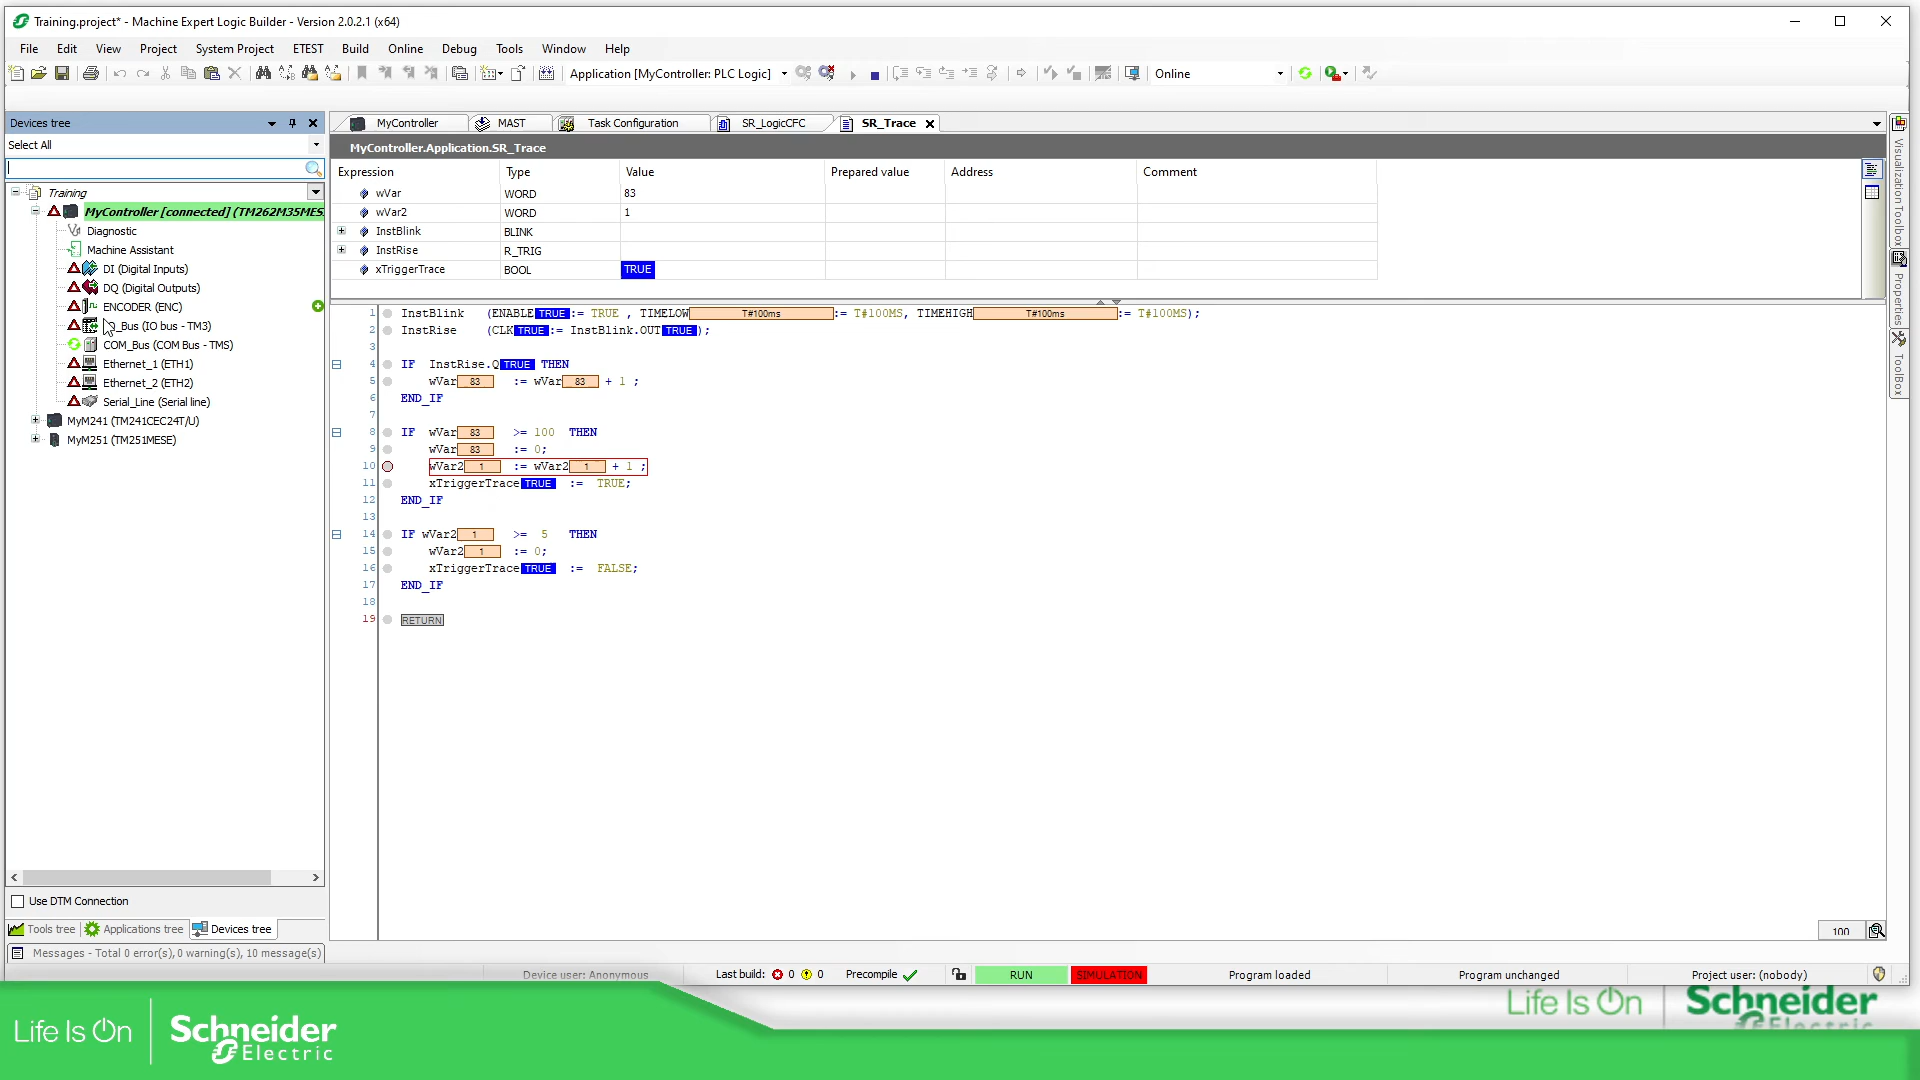 Training.project* - Machine Expert Logic Builder - Version 2.0.2.1 (x64)
File Edit View Project System Project ETEST Build Online Debug Tools Window Help
Application [MyController: PLC Logic] Online
Devices tree
Select All
Training
MyController [connected] (TM262M35MES
Diagnostic
Machine Assistant
DI (Digital Inputs)
DQ (Digital Outputs)
ENCODER (ENC)
_Bus (IO bus - TM3)
COM_Bus (COM Bus - TMS)
Ethernet_1 (ETH1)
Ethernet_2 (ETH2)
Serial_Line (Serial line)
MyM241 (TM241CEC24T/U)
MyM251 (TM251MESE)
Use DTM Connection
Tools tree Applications tree Devices tree
Messages - Total 0 error(s), 0 warning(s), 10 message(s)
MyController MAST Task Configuration SR_LogicCFC SR_Trace
MyController.Application.SR_Trace
Expression Type Value Prepared value Address Comment
wVar WORD 83
wVar2 WORD 1
InstBlink BLINK
InstRise R_TRIG
xTriggerTrace BOOL TRUE
1 InstBlink (ENABLE TRUE := TRUE , TIMELOW T#100ms := T#100MS, TIMEHIGH T#100ms := T#100MS);
2 InstRise (CLK TRUE := InstBlink.OUT TRUE );
3
4 IF InstRise.Q TRUE THEN
5 wVar 83 := wVar 83 + 1 ;
6 END_IF
7
8 IF wVar 83 >= 100 THEN
9 wVar 83 := 0;
10 wVar2 1 := wVar2 1 + 1 ;
11 xTriggerTrace TRUE := TRUE;
12 END_IF
13
14 IF wVar2 1 >= 5 THEN
15 wVar2 1 := 0;
16 xTriggerTrace TRUE := FALSE;
17 END_IF
18
19 RETURN
100
Visualization Toolbox
Properties
ToolBox
Device user: Anonymous Last build: 0 0 Precompile RUN SIMULATION Program loaded Program unchanged Project user: (nobody)
Life Is On Schneider Electric
Life Is On Schneider Electric